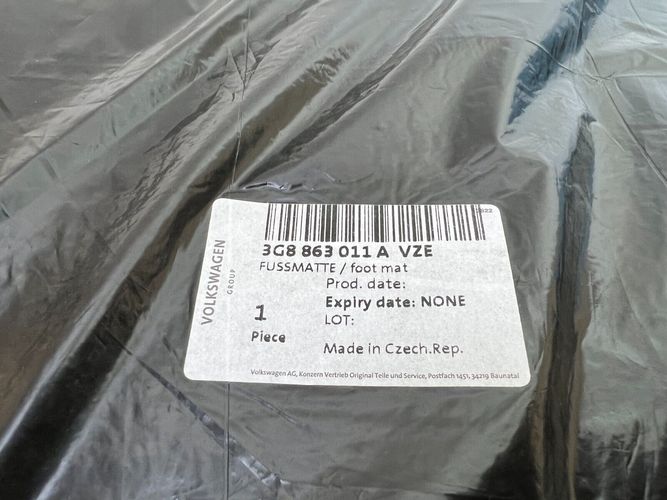 3G8 863 011 A VZE
FUSSMATTE / foot mat
Prod. date:
Expiry date: NONE
LOT:
1
Piece
Made in Czech.Rep.
Volkswagen AG, Konzern Vertrieb Original Teile und Service, Postfach 1451, 34219 Baunatal
VOLKSWAGEN
GROUP